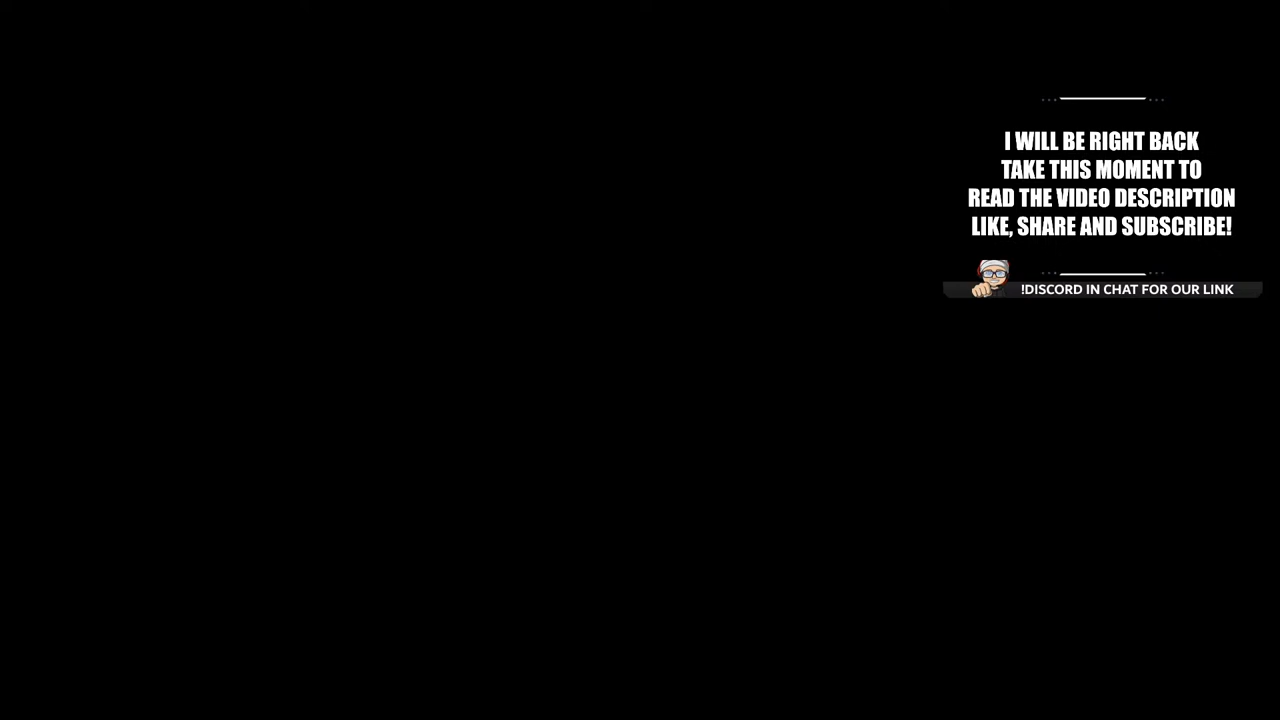 I WILL BE RIGHT BACK
TAKE THIS MOMENT TO
READ THE VIDEO DESCRIPTION
LIKE, SHARE AND SUBSCRIBE!
!DISCORD IN CHAT FOR OUR LINK